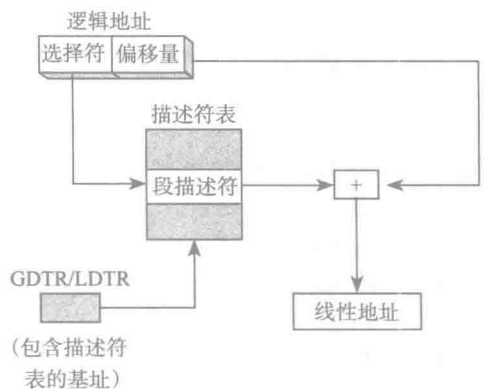 逻辑地址
选择符 偏移量
描述符表
段描述符
+
GDTR/LDTR
线性地址
(包含描述符
表的基址)